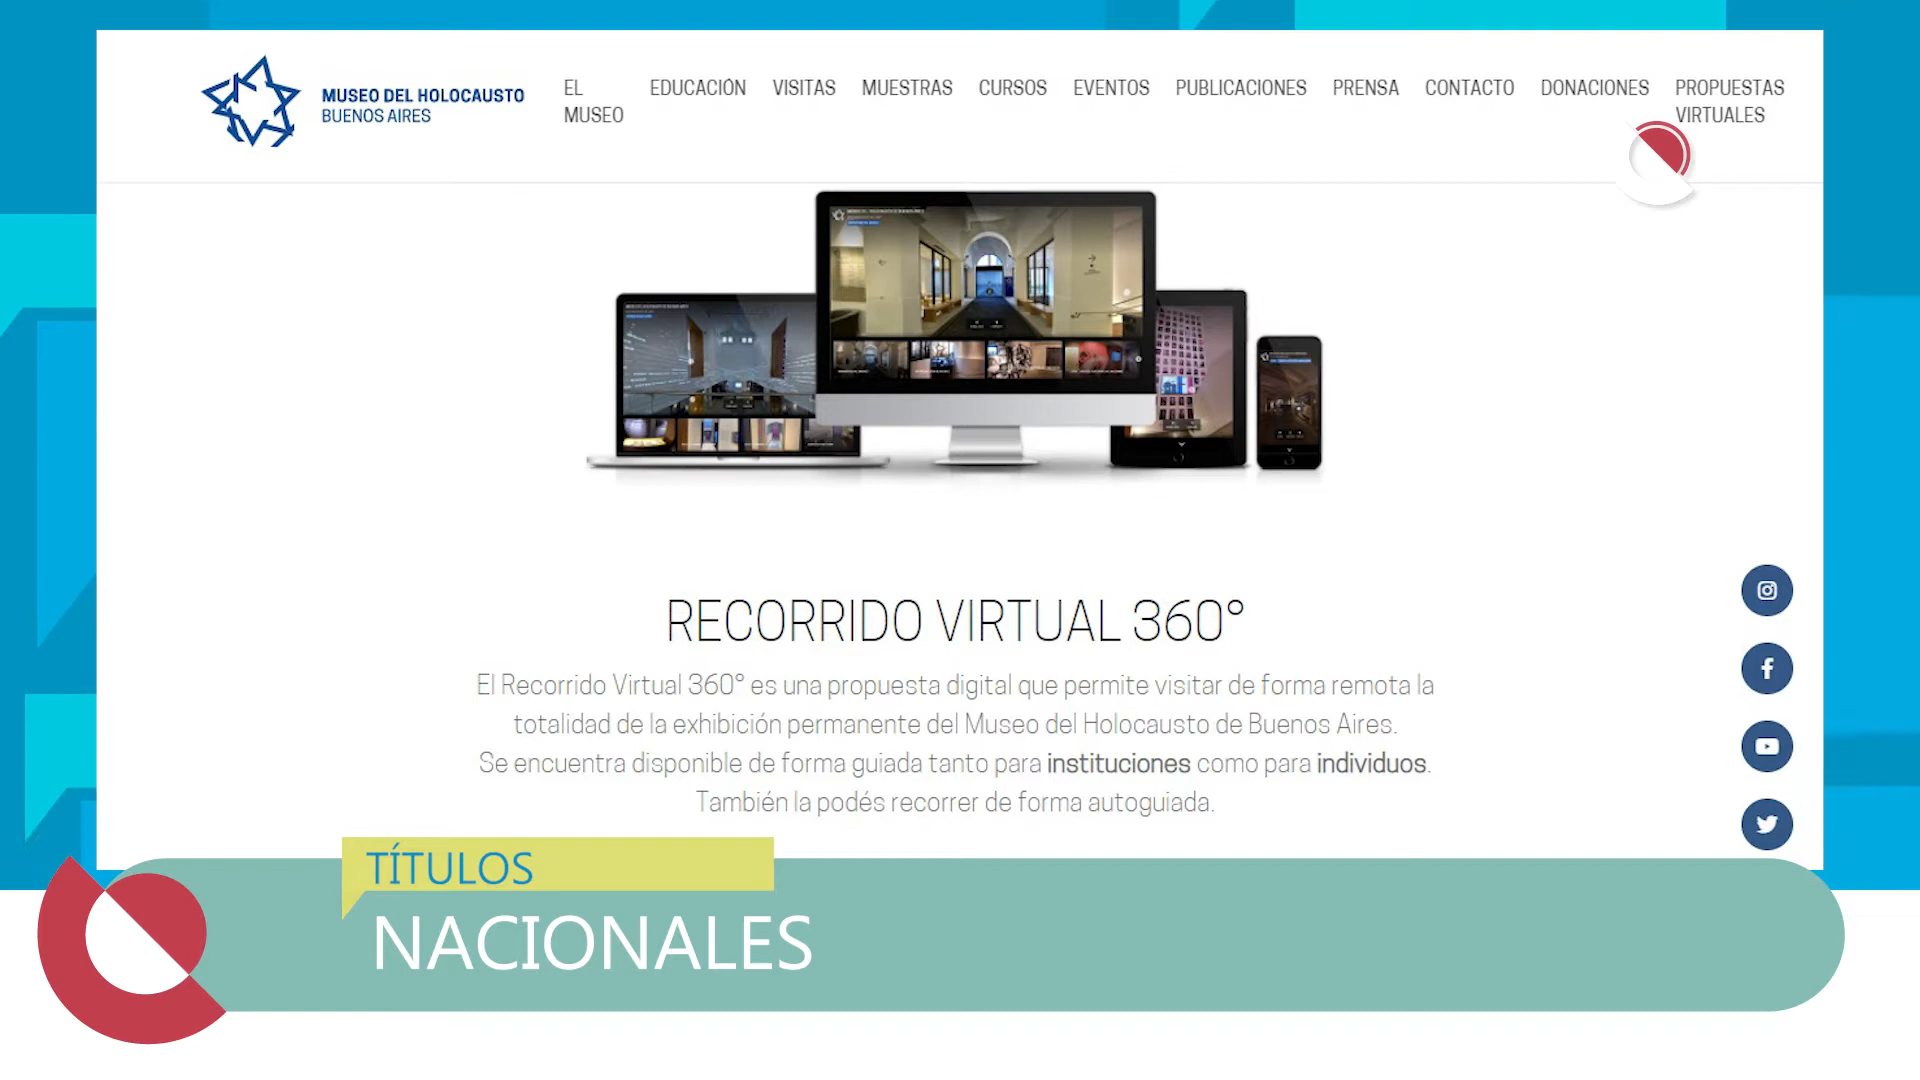 MUSEO DEL HOLOCAUSTO
BUENOS AIRES
EL MUSEO
EDUCACIÓN
VISITAS
MUESTRAS
CURSOS
EVENTOS
PUBLICACIONES
PRENSA
CONTACTO
DONACIONES
PROPUESTAS VIRTUALES
RECORRIDO VIRTUAL 360°
El Recorrido Virtual 360° es una propuesta digital que permite visitar de forma remota la
totalidad de la exhibición permanente del Museo del Holocausto de Buenos Aires.
Se encuentra disponible de forma guiada tanto para instituciones como para individuos.
También la podés recorrer de forma autoguiada.
TÍTULOS
NACIONALES